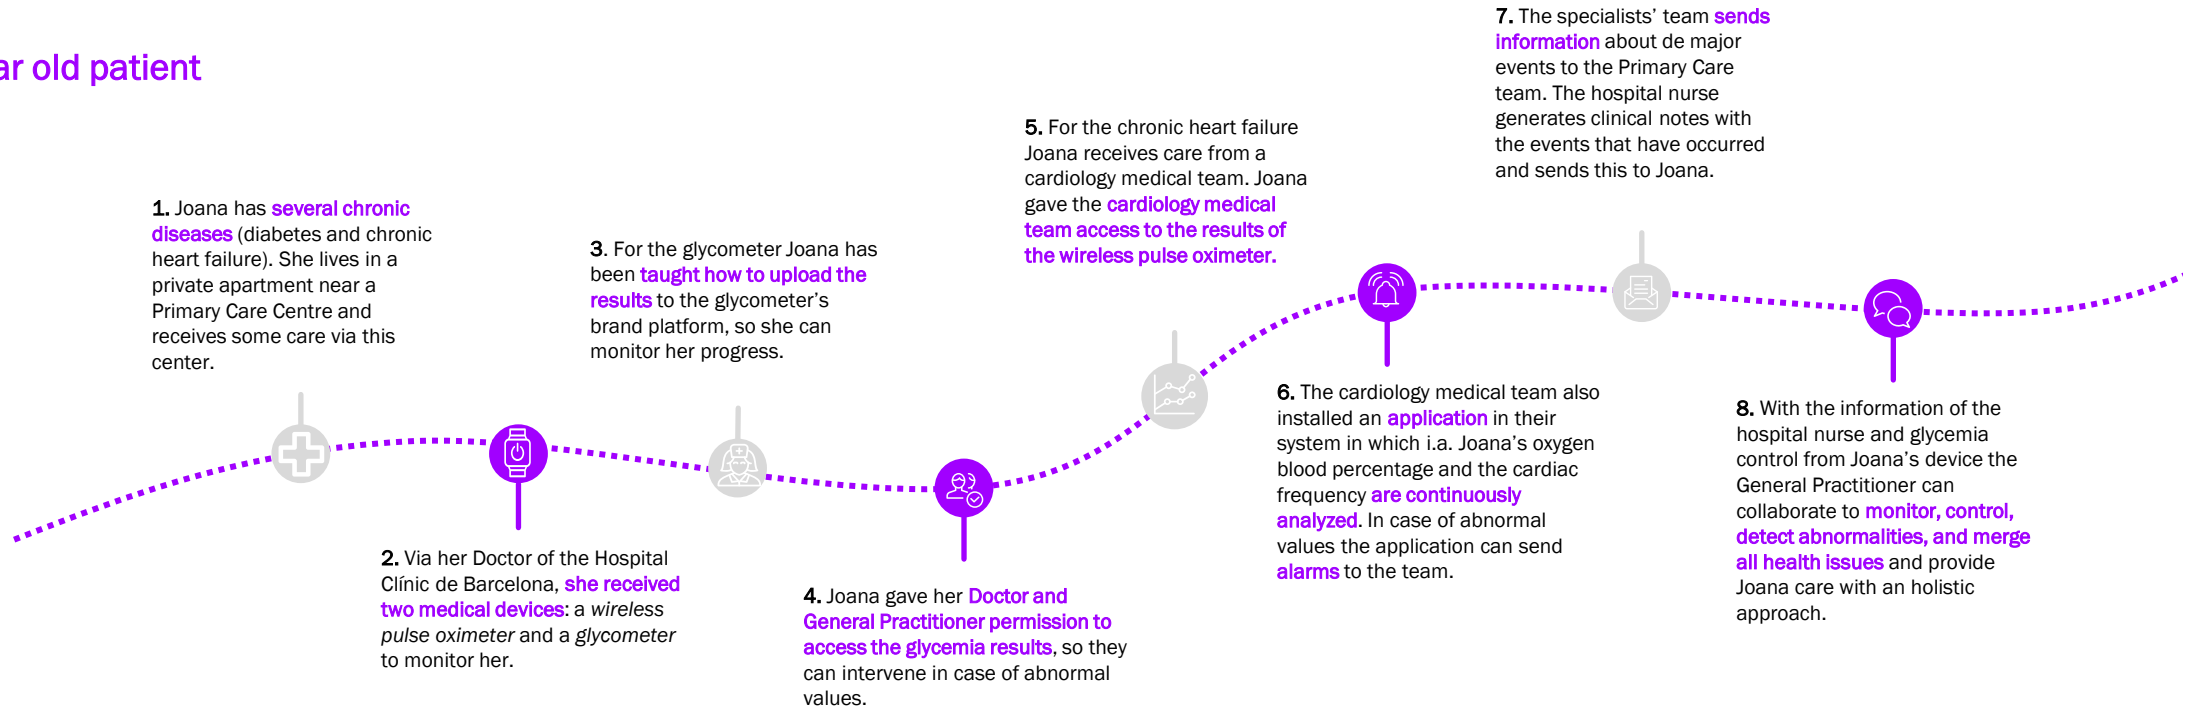 ar old patient
1. Joana has several chronic
diseases (diabetes and chronic
heart failure). She lives in a
private apartment near a
Primary Care Centre and
receives some care via this
center.
2. Via her Doctor of the Hospital
Clínic de Barcelona, she received
two medical devices: a wireless
pulse oximeter and a glycometer
to monitor her.
3. For the glycometer Joana has
been taught how to upload the
results to the glycometer's
brand platform, so she can
monitor her progress.
4. Joana gave her Doctor and
General Practitioner permission to
access the glycemia results, so they
can intervene in case of abnormal
values.
5. For the chronic heart failure
Joana receives care from a
cardiology medical team. Joana
gave the cardiology medical
team access to the results of
the wireless pulse oximeter.
6. The cardiology medical team also
installed an application in their
system in which i.a. Joana's oxygen
blood percentage and the cardiac
frequency are continuously
analyzed. In case of abnormal
values the application can send
alarms to the team.
7. The specialists' team sends
information about de major
events to the Primary Care
team. The hospital nurse
generates clinical notes with
the events that have occurred
and sends this to Joana.
8. With the information of the
hospital nurse and glycemia
control from Joana's device the
General Practitioner can
collaborate to monitor, control,
detect abnormalities, and merge
all health issues and provide
Joana care with an holistic
approach.